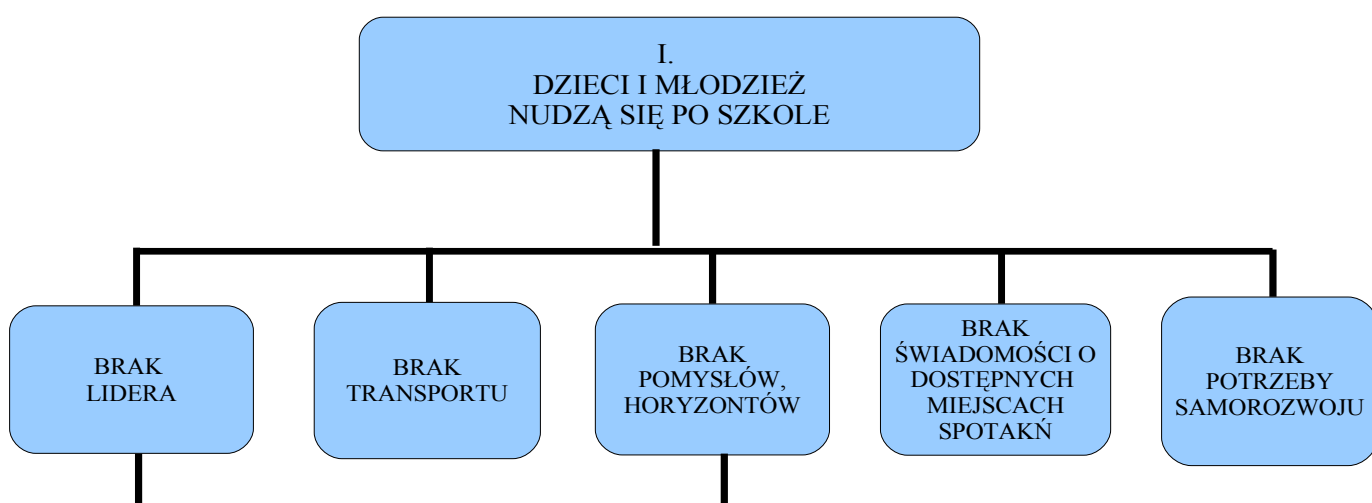 I.
DZIECI I MŁODZIEŻ
NUDZĄ SIĘ PO SZKOLE
BRAK
LIDERA
BRAK
TRANSPORTU
BRAK
POMYSŁÓW,
HORYZONTÓW
BRAK
ŚWIADOMOŚCI O
DOSTĘPNYCH
MIEJSCACH
SPOTAKŃ
BRAK
POTRZEBY
SAMOROZWOJU